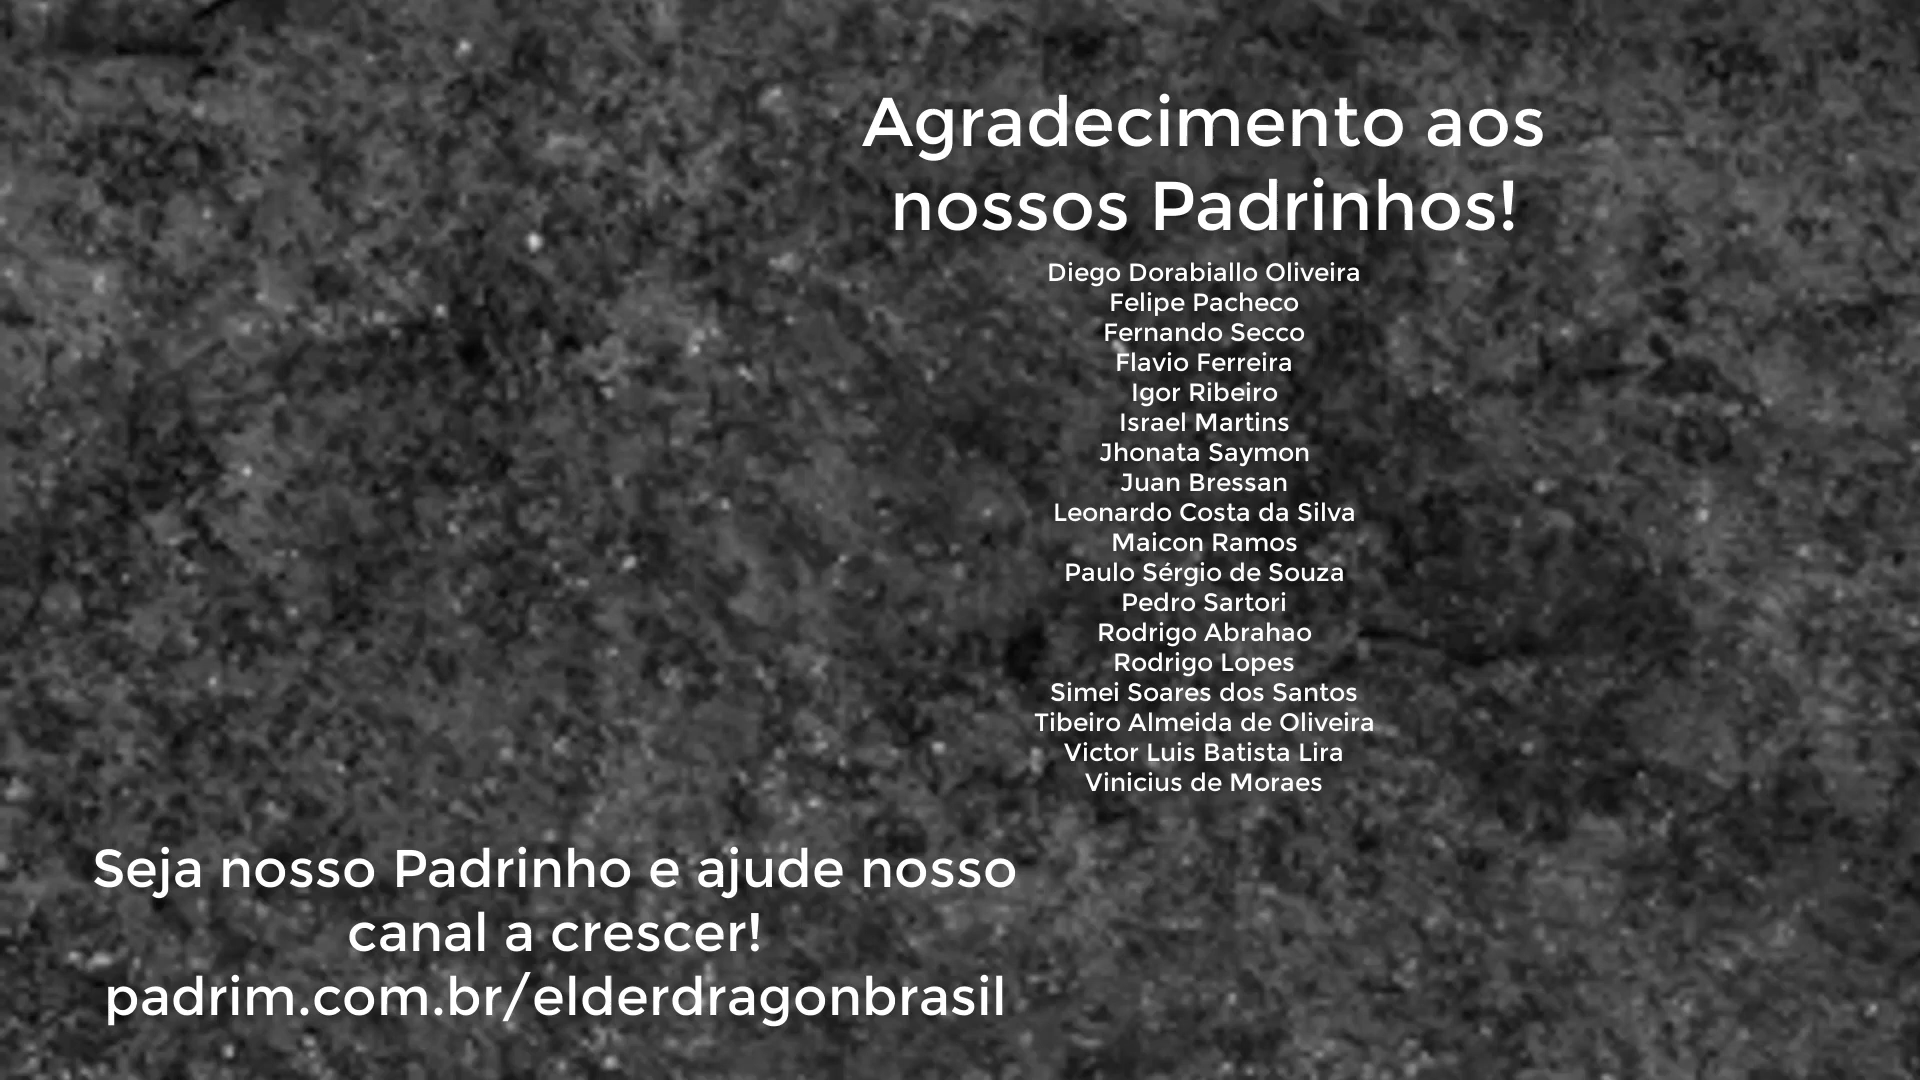 Agradecimento aos
nossos Padrinhos!
Diego Dorabiallo Oliveira
Felipe Pacheco
Fernando Secco
Flavio Ferreira
Igor Ribeiro
Israel Martins
Jhonata Saymon
Juan Bressan
Leonardo Costa da Silva
Maicon Ramos
Paulo Sérgio de Souza
Pedro Sartori
Rodrigo Abrahao
Rodrigo Lopes
Simei Soares dos Santos
Tibeiro Almeida de Oliveira
Victor Luis Batista Lira
Vinicius de Moraes
Seja nosso Padrinho e ajude nosso
canal a crescer!
padrim.com.br/elderdragonbrasil